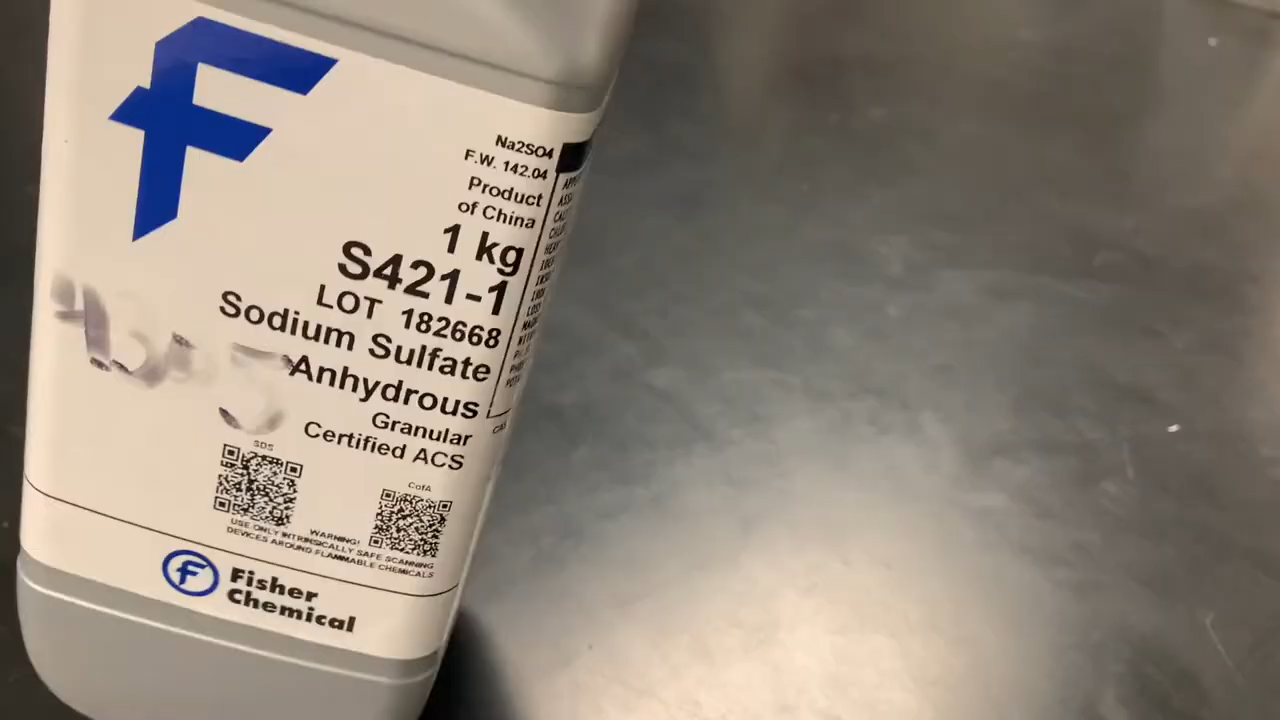 F
Na2SO4
F.W. 142.04
Product
of China
1 kg
S421-1
LOT 182668
Sodium Sulfate
Anhydrous
Granular
Certified ACS
SDS
CofA
WARNING!
USE ONLY INTRINSICALLY SAFE SCANNING
DEVICES AROUND FLAMMABLE CHEMICALS
Fisher
Chemical